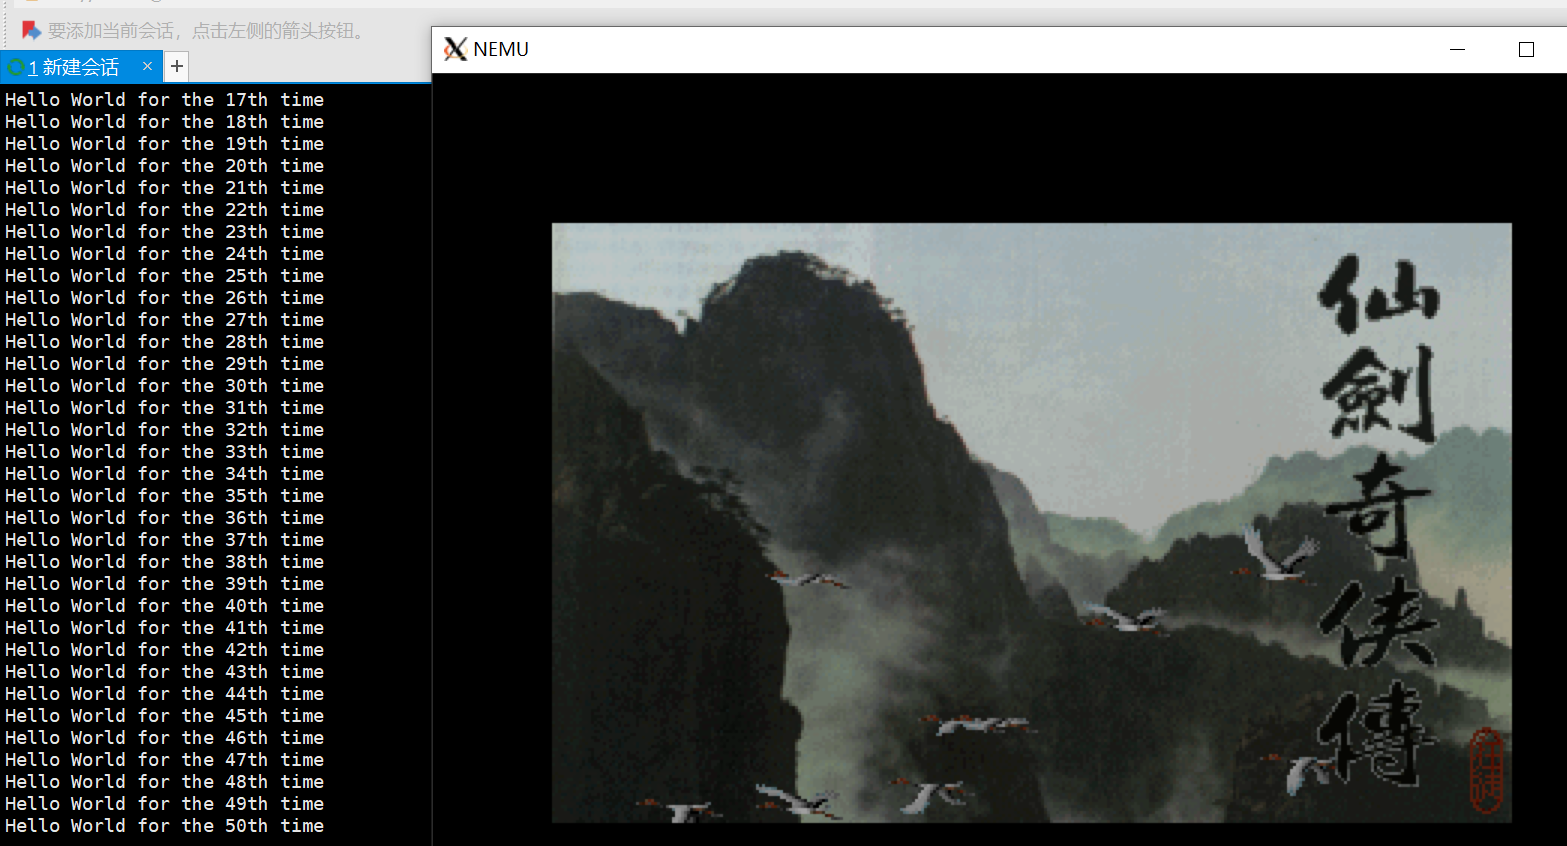 要添加当前会话，点击左侧的箭头按钮。
1 新建会话 × +
NEMU
Hello World for the 17th time
Hello World for the 18th time
Hello World for the 19th time
Hello World for the 20th time
Hello World for the 21th time
Hello World for the 22th time
Hello World for the 23th time
Hello World for the 24th time
Hello World for the 25th time
Hello World for the 26th time
Hello World for the 27th time
Hello World for the 28th time
Hello World for the 29th time
Hello World for the 30th time
Hello World for the 31th time
Hello World for the 32th time
Hello World for the 33th time
Hello World for the 34th time
Hello World for the 35th time
Hello World for the 36th time
Hello World for the 37th time
Hello World for the 38th time
Hello World for the 39th time
Hello World for the 40th time
Hello World for the 41th time
Hello World for the 42th time
Hello World for the 43th time
Hello World for the 44th time
Hello World for the 45th time
Hello World for the 46th time
Hello World for the 47th time
Hello World for the 48th time
Hello World for the 49th time
Hello World for the 50th time
仙劍奇俠傳